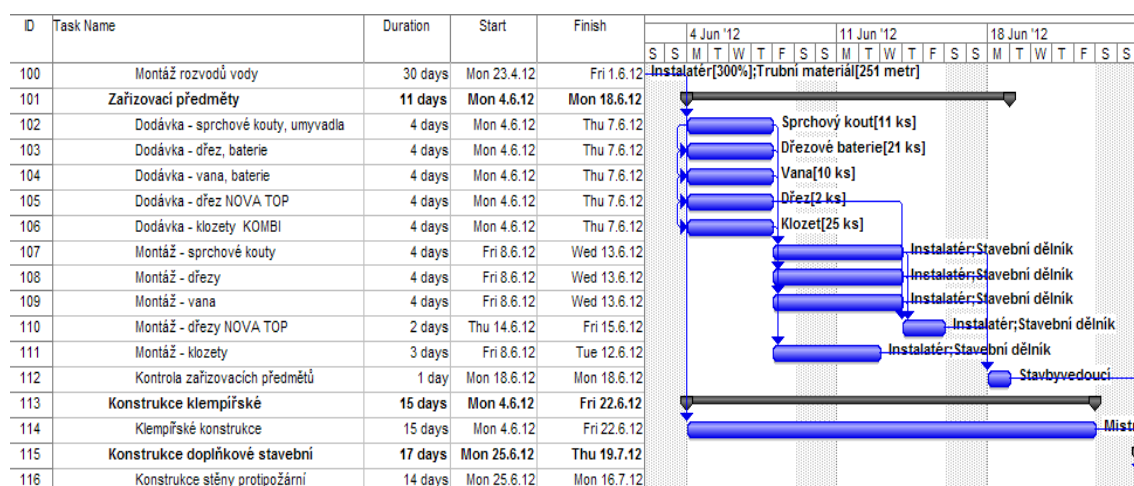 ID Task Name Duration Start Finish 4 Jun '12 11 Jun '12 18 Jun '12
S S M T W T F S S M T W T F S S M T W T F S S
100 Montáž rozvodů vody 30 days Mon 23.4.12 Fri 1.6.12 Instalatér[300%];Trubní materiál[251 metr]
101 Zařizovací předměty 11 days Mon 4.6.12 Mon 18.6.12
102 Dodávka - sprchové kouty, umyvadla 4 days Mon 4.6.12 Thu 7.6.12 Sprchový kout[11 ks]
103 Dodávka - dřez, baterie 4 days Mon 4.6.12 Thu 7.6.12 Dřezové baterie[21 ks]
104 Dodávka - vana, baterie 4 days Mon 4.6.12 Thu 7.6.12 Vana[10 ks]
105 Dodávka - dřez NOVA TOP 4 days Mon 4.6.12 Thu 7.6.12 Dřez[2 ks]
106 Dodávka - klozety KOMBI 4 days Mon 4.6.12 Thu 7.6.12 Klozet[25 ks]
107 Montáž - sprchové kouty 4 days Fri 8.6.12 Wed 13.6.12 Instalatér;Stavební dělník
108 Montáž - dřezy 4 days Fri 8.6.12 Wed 13.6.12 Instalatér;Stavební dělník
109 Montáž - vana 4 days Fri 8.6.12 Wed 13.6.12 Instalatér;Stavební dělník
110 Montáž - dřezy NOVA TOP 2 days Thu 14.6.12 Fri 15.6.12 Instalatér;Stavební dělník
111 Montáž - klozety 3 days Fri 8.6.12 Tue 12.6.12 Instalatér;Stavební dělník
112 Kontrola zařizovacích předmětů 1 day Mon 18.6.12 Mon 18.6.12 Stavbyvedoucí
113 Konstrukce klempířské 15 days Mon 4.6.12 Fri 22.6.12
114 Klempířské konstrukce 15 days Mon 4.6.12 Fri 22.6.12 Mistr
115 Konstrukce doplňkové stavební 17 days Mon 25.6.12 Thu 19.7.12
116 Konstrukce stěny protipožární 14 days Mon 25.6.12 Mon 16.7.12